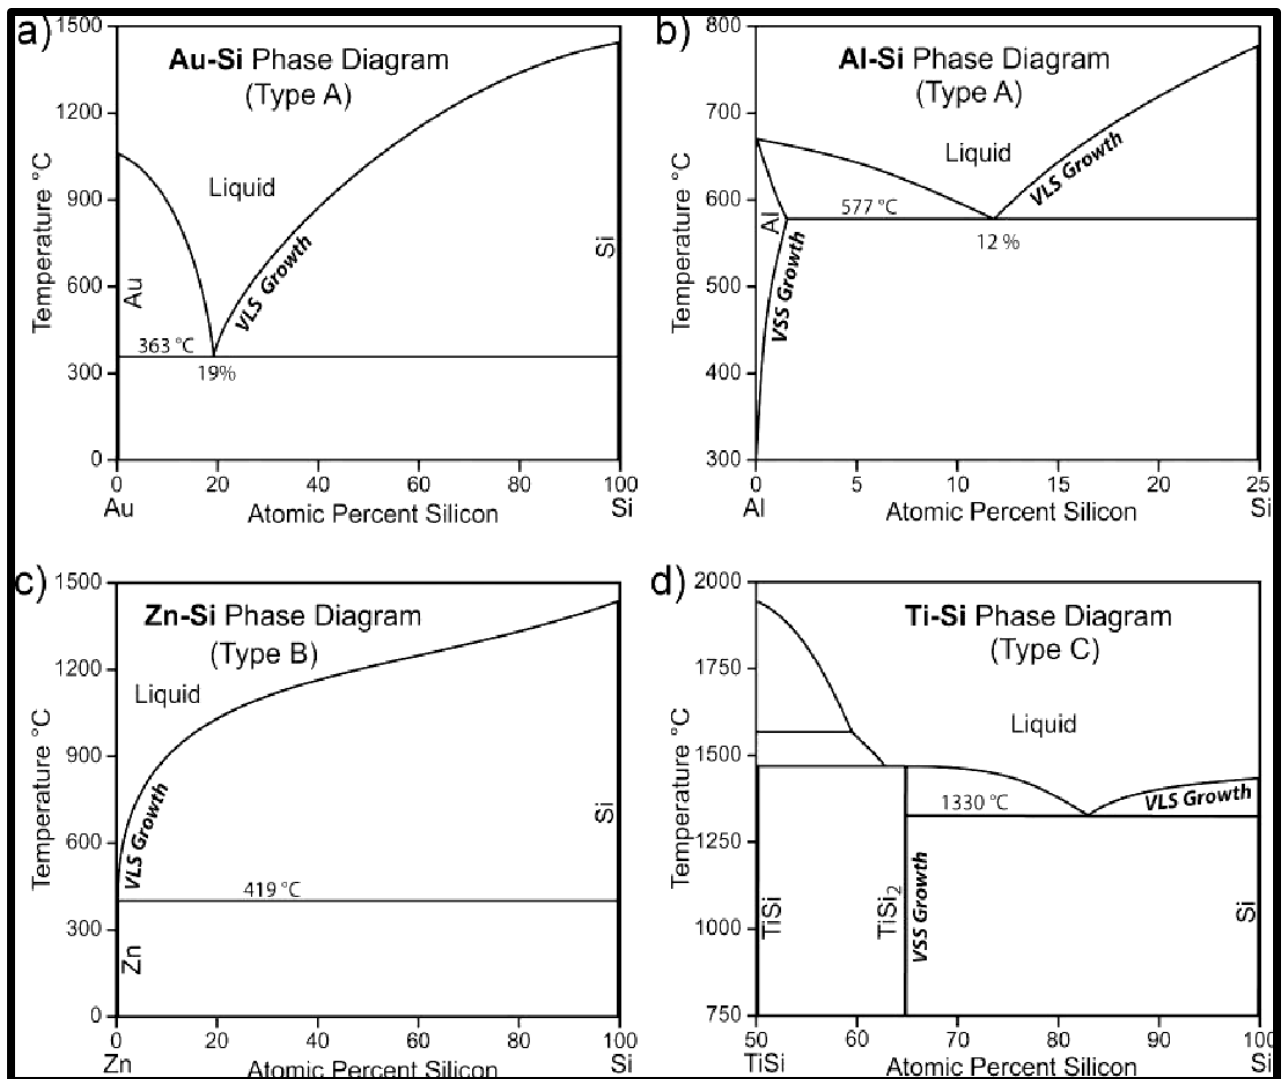 a)
Au-Si Phase Diagram
(Type A)
Temperature °C
1500
1200
900
600
300
0
Liquid
VLS Growth
Au
Si
363 °C
19%
0 20 40 60 80 100
Au Atomic Percent Silicon Si
b)
Al-Si Phase Diagram
(Type A)
Temperature °C
800
700
600
500
400
300
Liquid
VLS Growth
Al
577 °C
12 %
VSS Growth
0 5 10 15 20 25
Al Atomic Percent Silicon Si
c)
Zn-Si Phase Diagram
(Type B)
Temperature °C
1500
1200
900
600
300
0
Liquid
VLS Growth
Si
419 °C
Zn
0 20 40 60 80 100
Zn Atomic Percent Silicon Si
d)
Ti-Si Phase Diagram
(Type C)
Temperature °C
2000
1750
1500
1250
1000
750
Liquid
1330 °C
VLS Growth
TiSi
TiSi₂
VSS Growth
Si
50 60 70 80 90 100
TiSi Atomic Percent Silicon Si